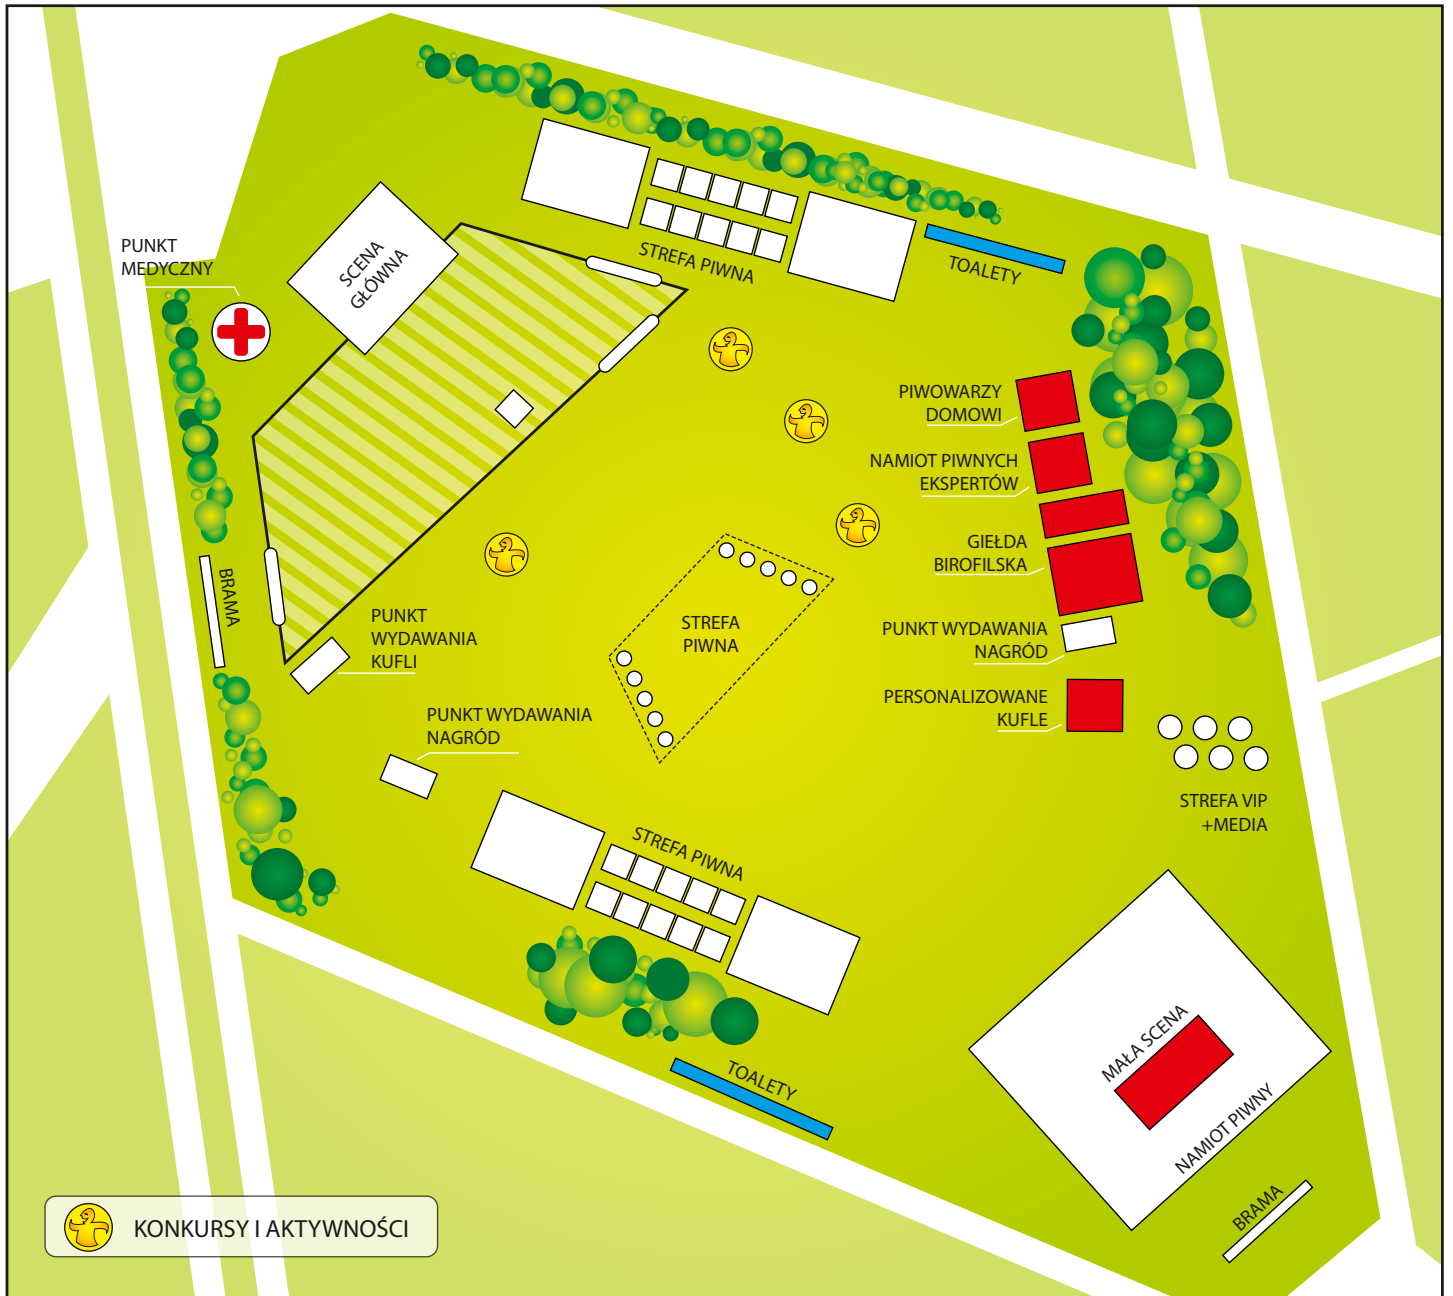 PUNKT
MEDYCZNY
SCENA
GŁÓWNA
STREFA PIWNA
TOALETY
PIWOWARZY
DOMOWI
NAMIOT PIWNYCH
EKSPERTÓW
GIEŁDA
BIROFILSKA
BRAMA
PUNKT
WYDAWANIA
KUFLI
STREFA
PIWNA
PUNKT WYDAWANIA
NAGRÓD
PERSONALIZOWANE
KUFLE
PUNKT WYDAWANIA
NAGRÓD
STREFA VIP
+MEDIA
STREFA PIWNA
MAŁA SCENA
NAMIOT PIWNY
TOALETY
BRAMA
KONKURSY I AKTYWNOŚCI